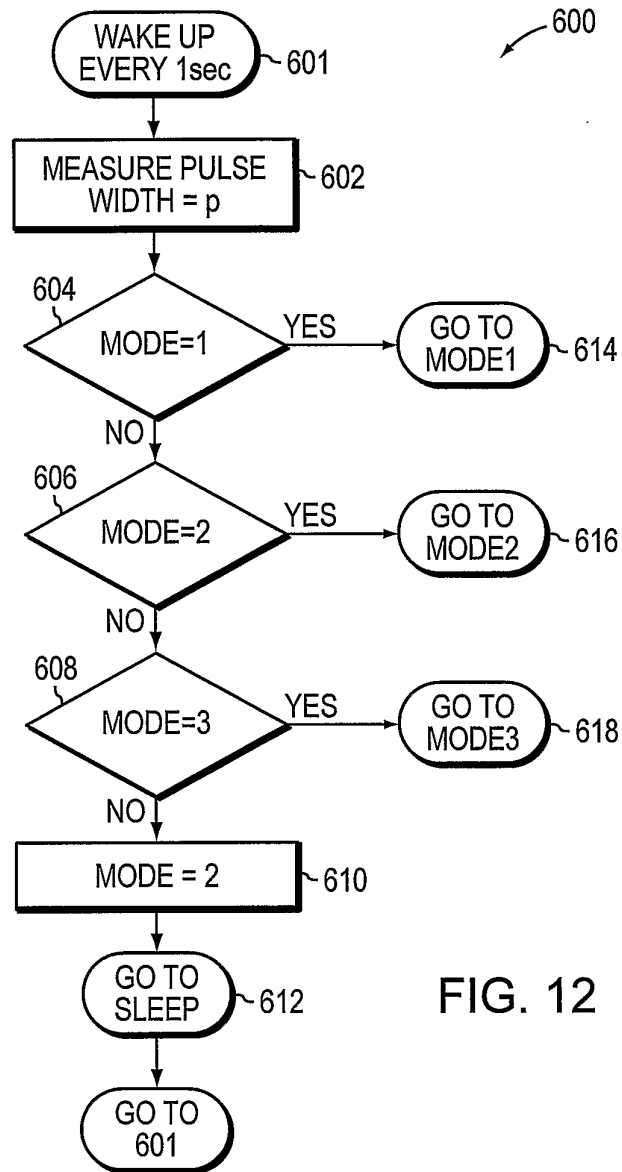 600
WAKE UP
EVERY 1sec
601
MEASURE PULSE
WIDTH = p
602
604
MODE=1
YES
GO TO
MODE1
614
NO
606
MODE=2
YES
GO TO
MODE2
616
NO
608
MODE=3
YES
GO TO
MODE3
618
NO
MODE = 2
610
GO TO
SLEEP
612
FIG. 12
GO TO
601